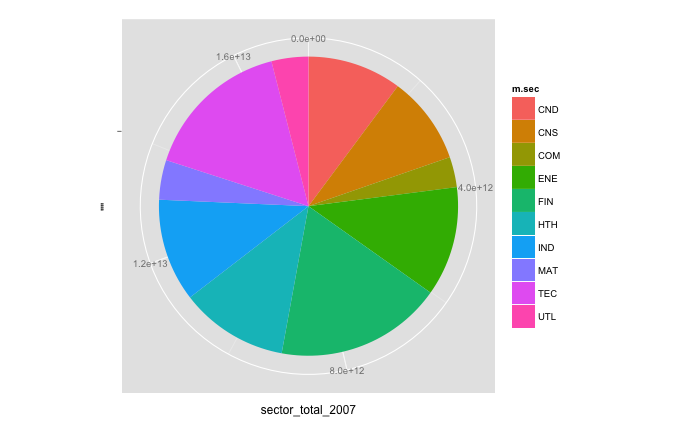 0.0e+00
1.6e+13
4.0e+12
1.2e+13
8.0e+12
sector_total_2007
m.sec
CND
CNS
COM
ENE
FIN
HTH
IND
MAT
TEC
UTL